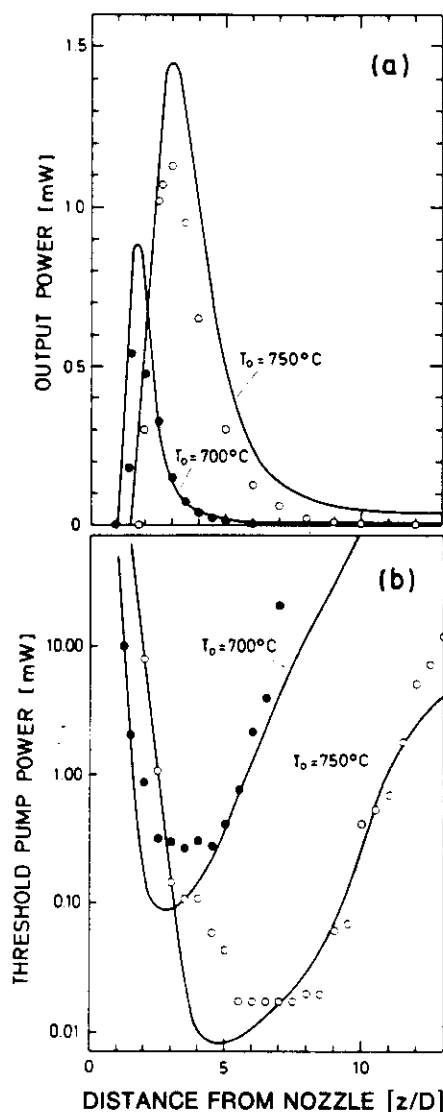 (a)
OUTPUT POWER [mW]
1.5
1.0
0.5
0
T₀ = 750°C
T₀ = 700°C
(b)
THRESHOLD PUMP POWER [mW]
10.00
1.00
0.10
0.01
T₀ = 700°C
T₀ = 750°C
0
5
10
DISTANCE FROM NOZZLE [z/D]